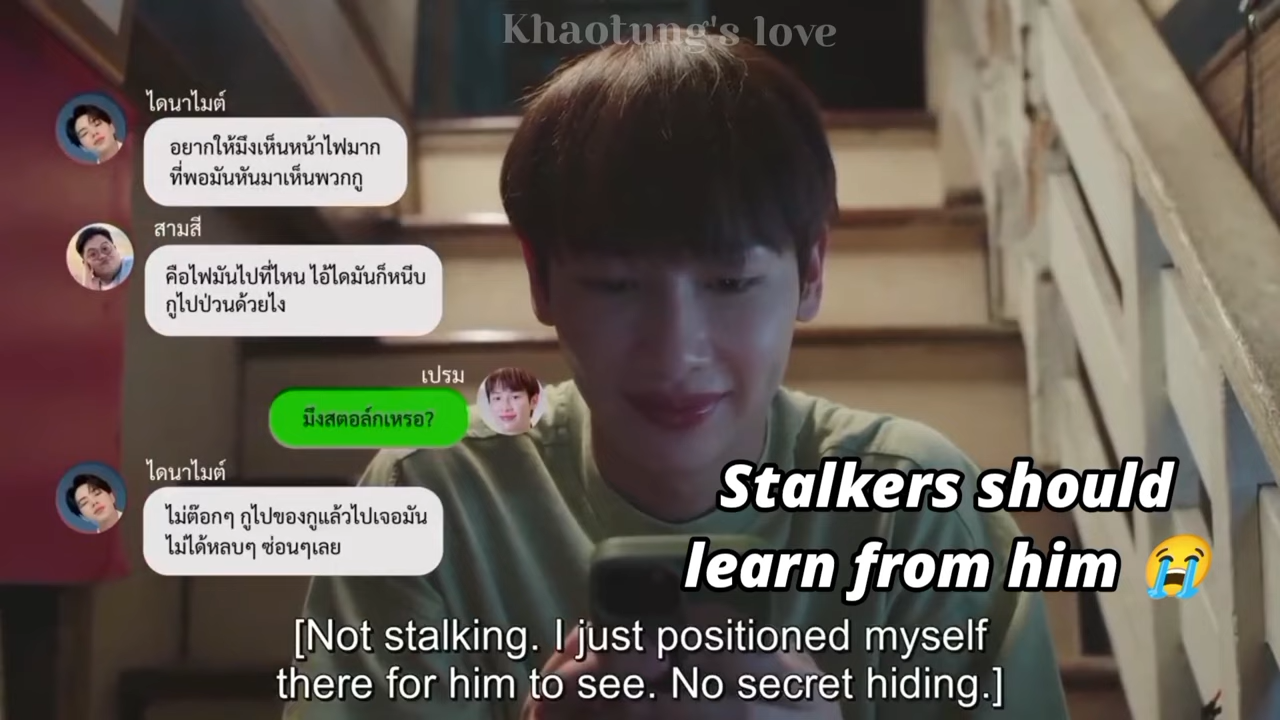 Khaotung's love
ไดนาไมต์
อยากให้มึงเห็นหน้าไฟมาก
ที่พอมันหันมาเห็นพวกกู
สามสี
คือไฟมันไปที่ไหน ไอ้ไดมันก็หนีบ
กูไปป่วนด้วยไง
เปรม
มึงสตอล์กเหรอ?
ไดนาไมต์
ไม่ต๊อกๆ กูไปของกูแล้วไปเจอมัน
ไม่ได้หลบๆ ซ่อนๆเลย
Stalkers should
learn from him 😭
[Not stalking. I just positioned myself
there for him to see. No secret hiding.]